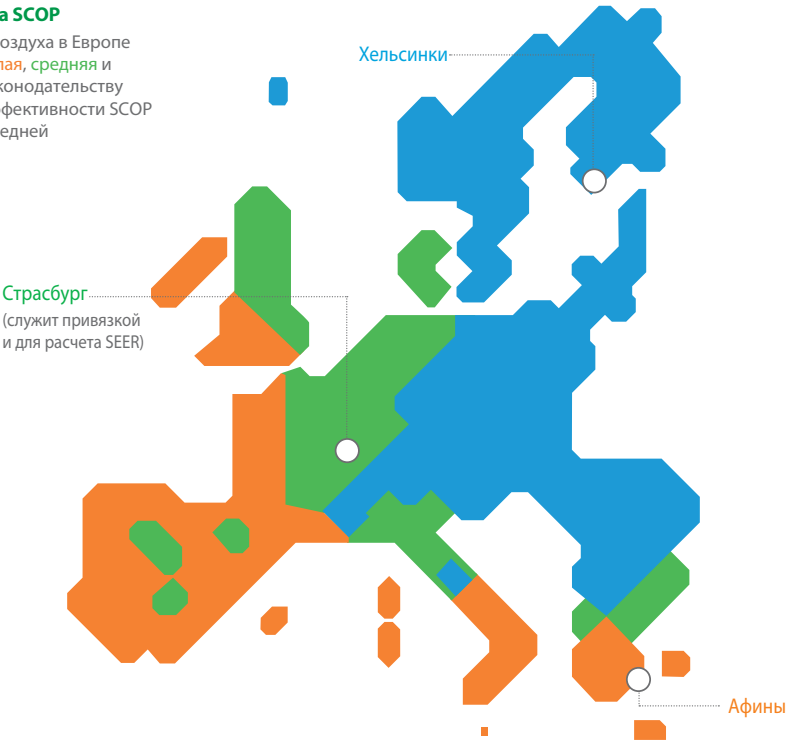 а SCOP
оздуха в Европе
лая, средняя и
конодательству
фективности SCOP
едней
Хельсинки
Страсбург
(служит привязкой
и для расчета SEER)
Афины